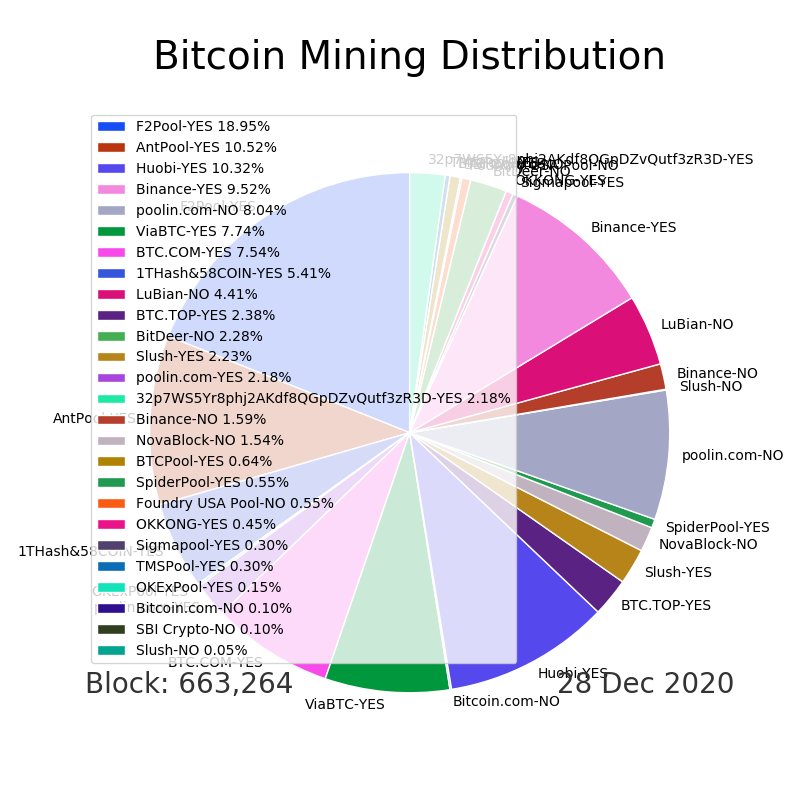 Bitcoin Mining Distribution
F2Pool-YES 18.95%
AntPool-YES 10.52%
Huobi-YES 10.32%
Binance-YES 9.52%
poolin.com-NO 8.04%
ViaBTC-YES 7.74%
BTC.COM-YES 7.54%
1THash&58COIN-YES 5.41%
LuBian-NO 4.41%
BTC.TOP-YES 2.38%
BitDeer-NO 2.28%
Slush-YES 2.23%
poolin.com-YES 2.18%
32p7WS5Yr8phj2AKdf8QGpDZvQutf3zR3D-YES 2.18%
Binance-NO 1.59%
NovaBlock-NO 1.54%
BTCPool-YES 0.64%
SpiderPool-YES 0.55%
Foundry USA Pool-NO 0.55%
OKKONG-YES 0.45%
Sigmapool-YES 0.30%
TMSPool-YES 0.30%
OKExPool-YES 0.15%
Bitcoin.com-NO 0.10%
SBI Crypto-NO 0.10%
Slush-NO 0.05%
OKKONG-YES
Sigmapool-YES
Binance-YES
LuBian-NO
Binance-NO
Slush-NO
poolin.com-NO
SpiderPool-YES
NovaBlock-NO
Slush-YES
BTC.TOP-YES
Huobi-YES
Bitcoin.com-NO
ViaBTC-YES
BTC.COM-YES
1THash&58COIN-YES
AntPool-YES
F2Pool-YES
Block: 663,264
28 Dec 2020